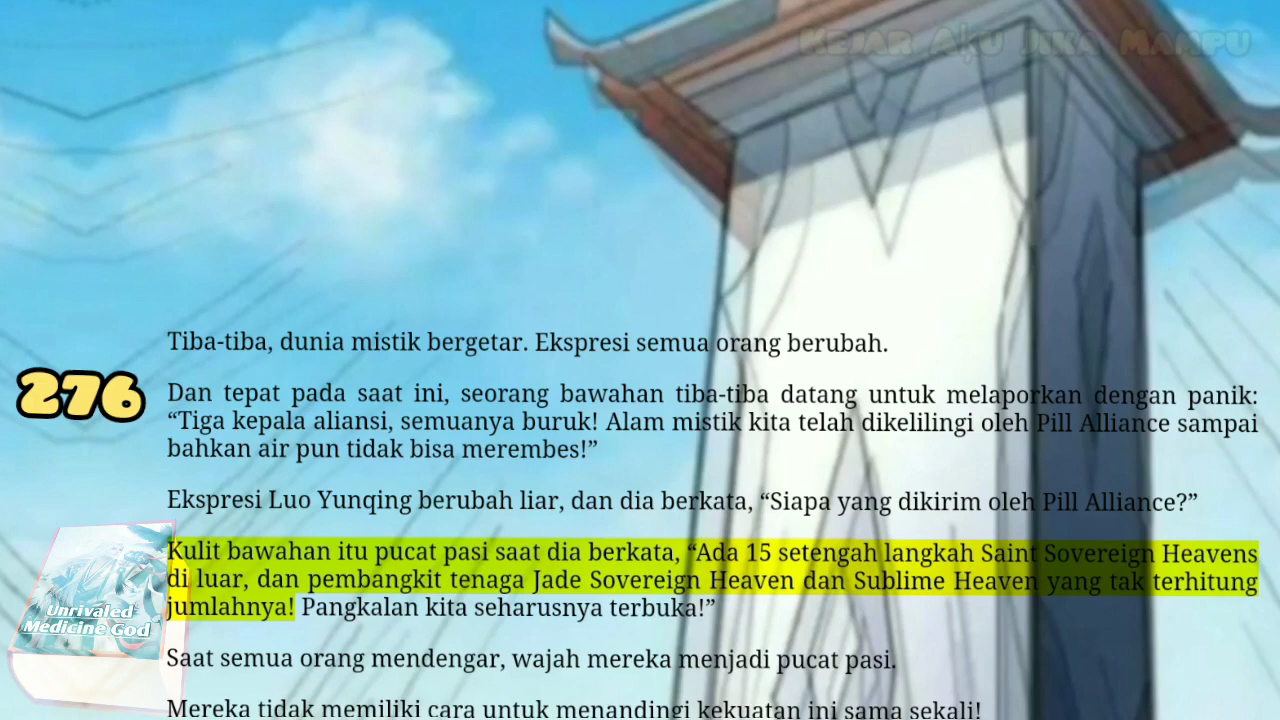 KEJAR AKU JIKA MAMPU
Tiba-tiba, dunia mistik bergetar. Ekspresi semua orang berubah.
276
Dan tepat pada saat ini, seorang bawahan tiba-tiba datang untuk melaporkan dengan panik:
“Tiga kepala aliansi, semuanya buruk! Alam mistik kita telah dikelilingi oleh Pill Alliance sampai
bahkan air pun tidak bisa merembes!”
Ekspresi Luo Yunqing berubah liar, dan dia berkata, “Siapa yang dikirim oleh Pill Alliance?”
Kulit bawahan itu pucat pasi saat dia berkata, “Ada 15 setengah langkah Saint Sovereign Heavens
di luar, dan pembangkit tenaga Jade Sovereign Heaven dan Sublime Heaven yang tak terhitung
jumlahnya! Pangkalan kita seharusnya terbuka!”
Unrivaled
Medicine God
Saat semua orang mendengar, wajah mereka menjadi pucat pasi.
Mereka tidak memiliki cara untuk menandingi kekuatan ini sama sekali!